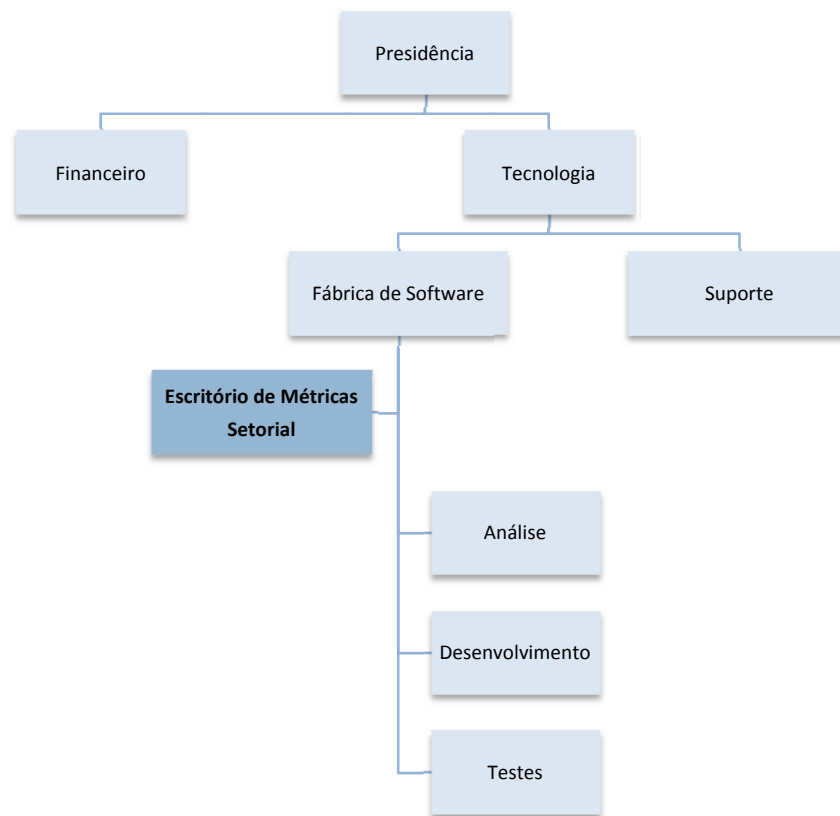 Presidência
Financeiro
Tecnologia
Fábrica de Software
Suporte
Escritório de Métricas
Setorial
Análise
Desenvolvimento
Testes